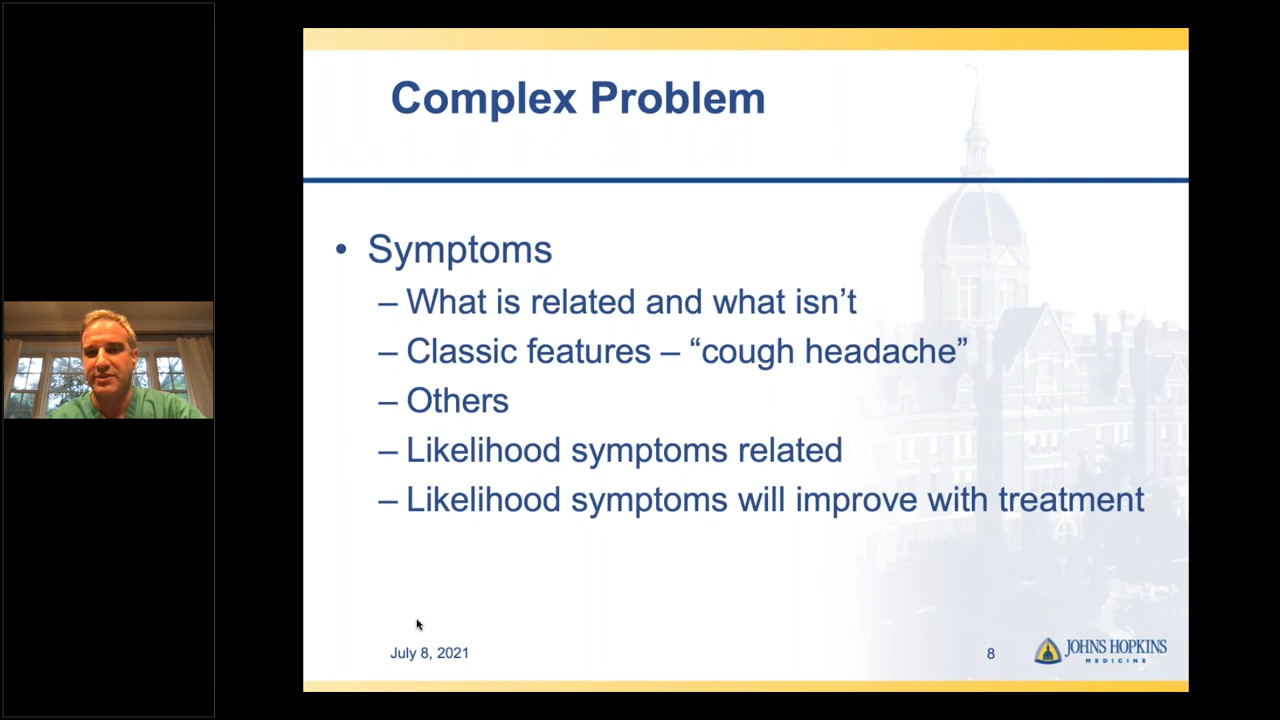 Complex Problem
• Symptoms
– What is related and what isn’t
– Classic features – “cough headache”
– Others
– Likelihood symptoms related
– Likelihood symptoms will improve with treatment
July 8, 2021
8
JOHNS HOPKINS
MEDICINE